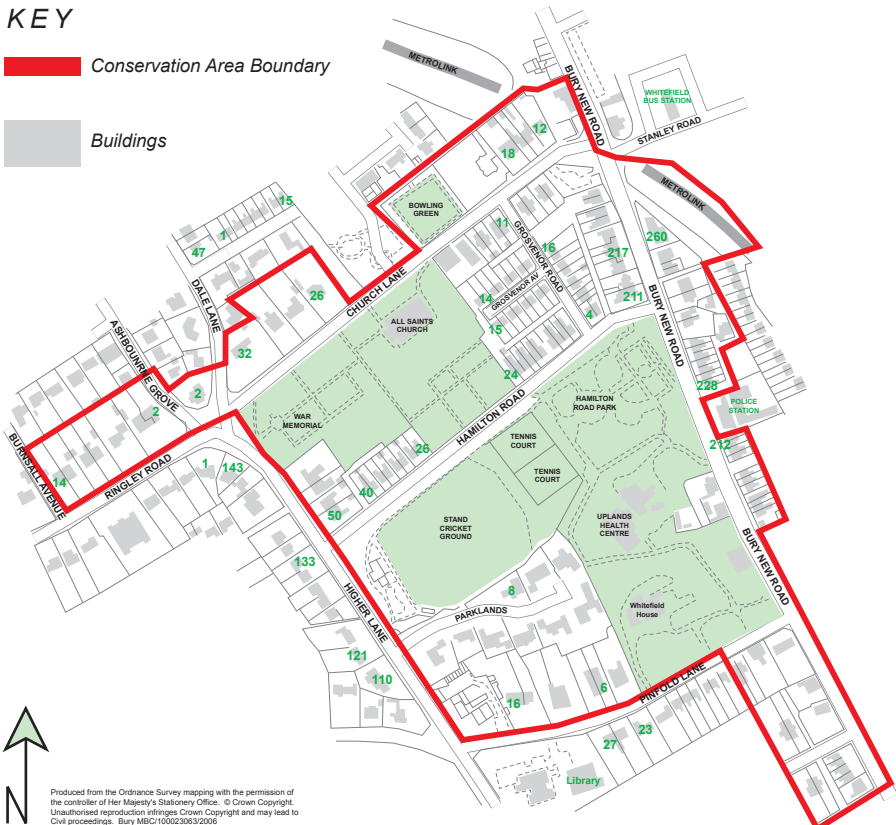 KEY
Conservation Area Boundary
Buildings
METROLINK
BURY NEW ROAD
WHITEFIELD
BUS STATION
STANLEY ROAD
12
18
METROLINK
15
1
47
BOWLING
GREEN
11
GROSVENOR ROAD
16
217
260
DALE LANE
26
CHURCH LANE
14
GROSVENOR AV
4
211
BURY NEW ROAD
ALL SAINTS
CHURCH
15
ASHBOUNRNE GROVE
32
24
228
2
2
HAMILTON
ROAD PARK
POLICE
STATION
WAR
MEMORIAL
HAMILTON ROAD
212
BURNSALL AVENUE
TENNIS
COURT
26
14
RINGLEY ROAD
1
143
TENNIS
COURT
40
50
STAND
CRICKET
GROUND
UPLANDS
HEALTH
CENTRE
133
HIGHER LANE
8
BURY NEW ROAD
PARKLANDS
Whitefield
House
121
110
PINFOLD LANE
6
16
23
27
Library
N
Produced from the Ordnance Survey mapping with the permission of
the controller of Her Majesty's Stationery Office. © Crown Copyright.
Unauthorised reproduction infringes Crown Copyright and may lead to
Civil proceedings. Bury MBC/100023063/2006